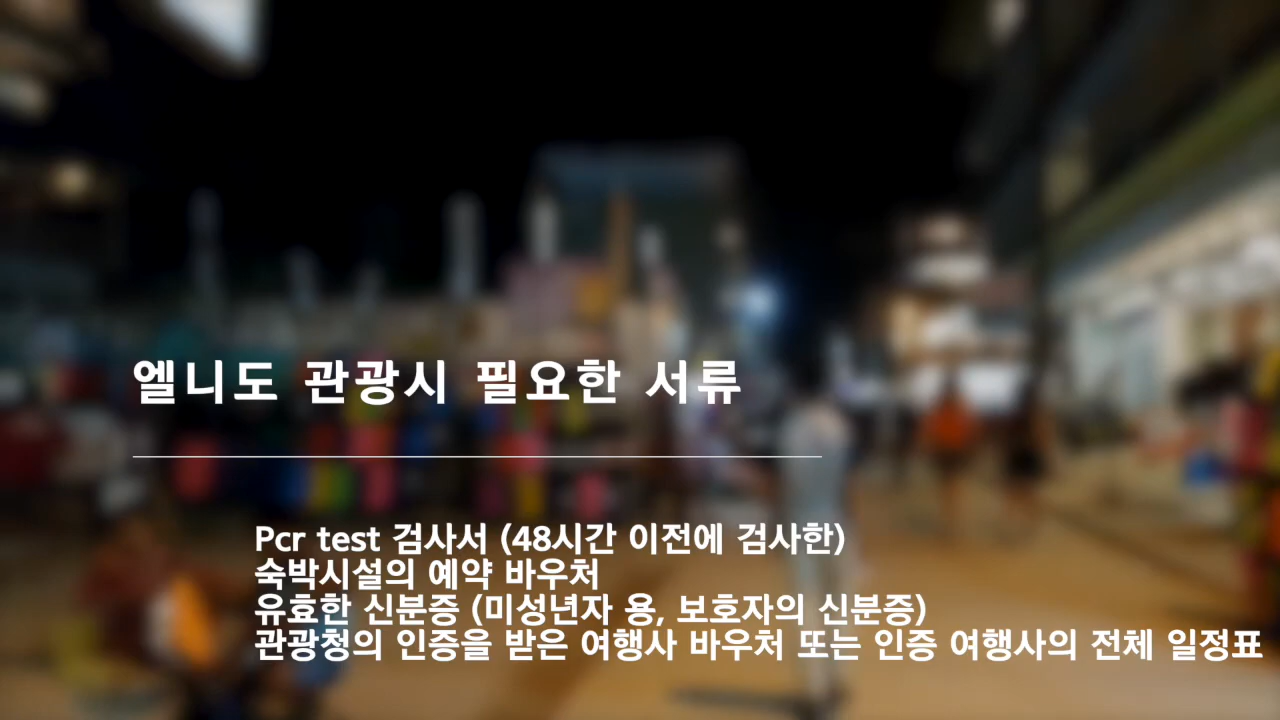 엘니도 관광시 필요한 서류
Pcr test 검사서 (48시간 이전에 검사한)
숙박시설의 예약 바우처
유효한 신분증 (미성년자 용, 보호자의 신분증)
관광청의 인증을 받은 여행사 바우처 또는 인증 여행사의 전체 일정표